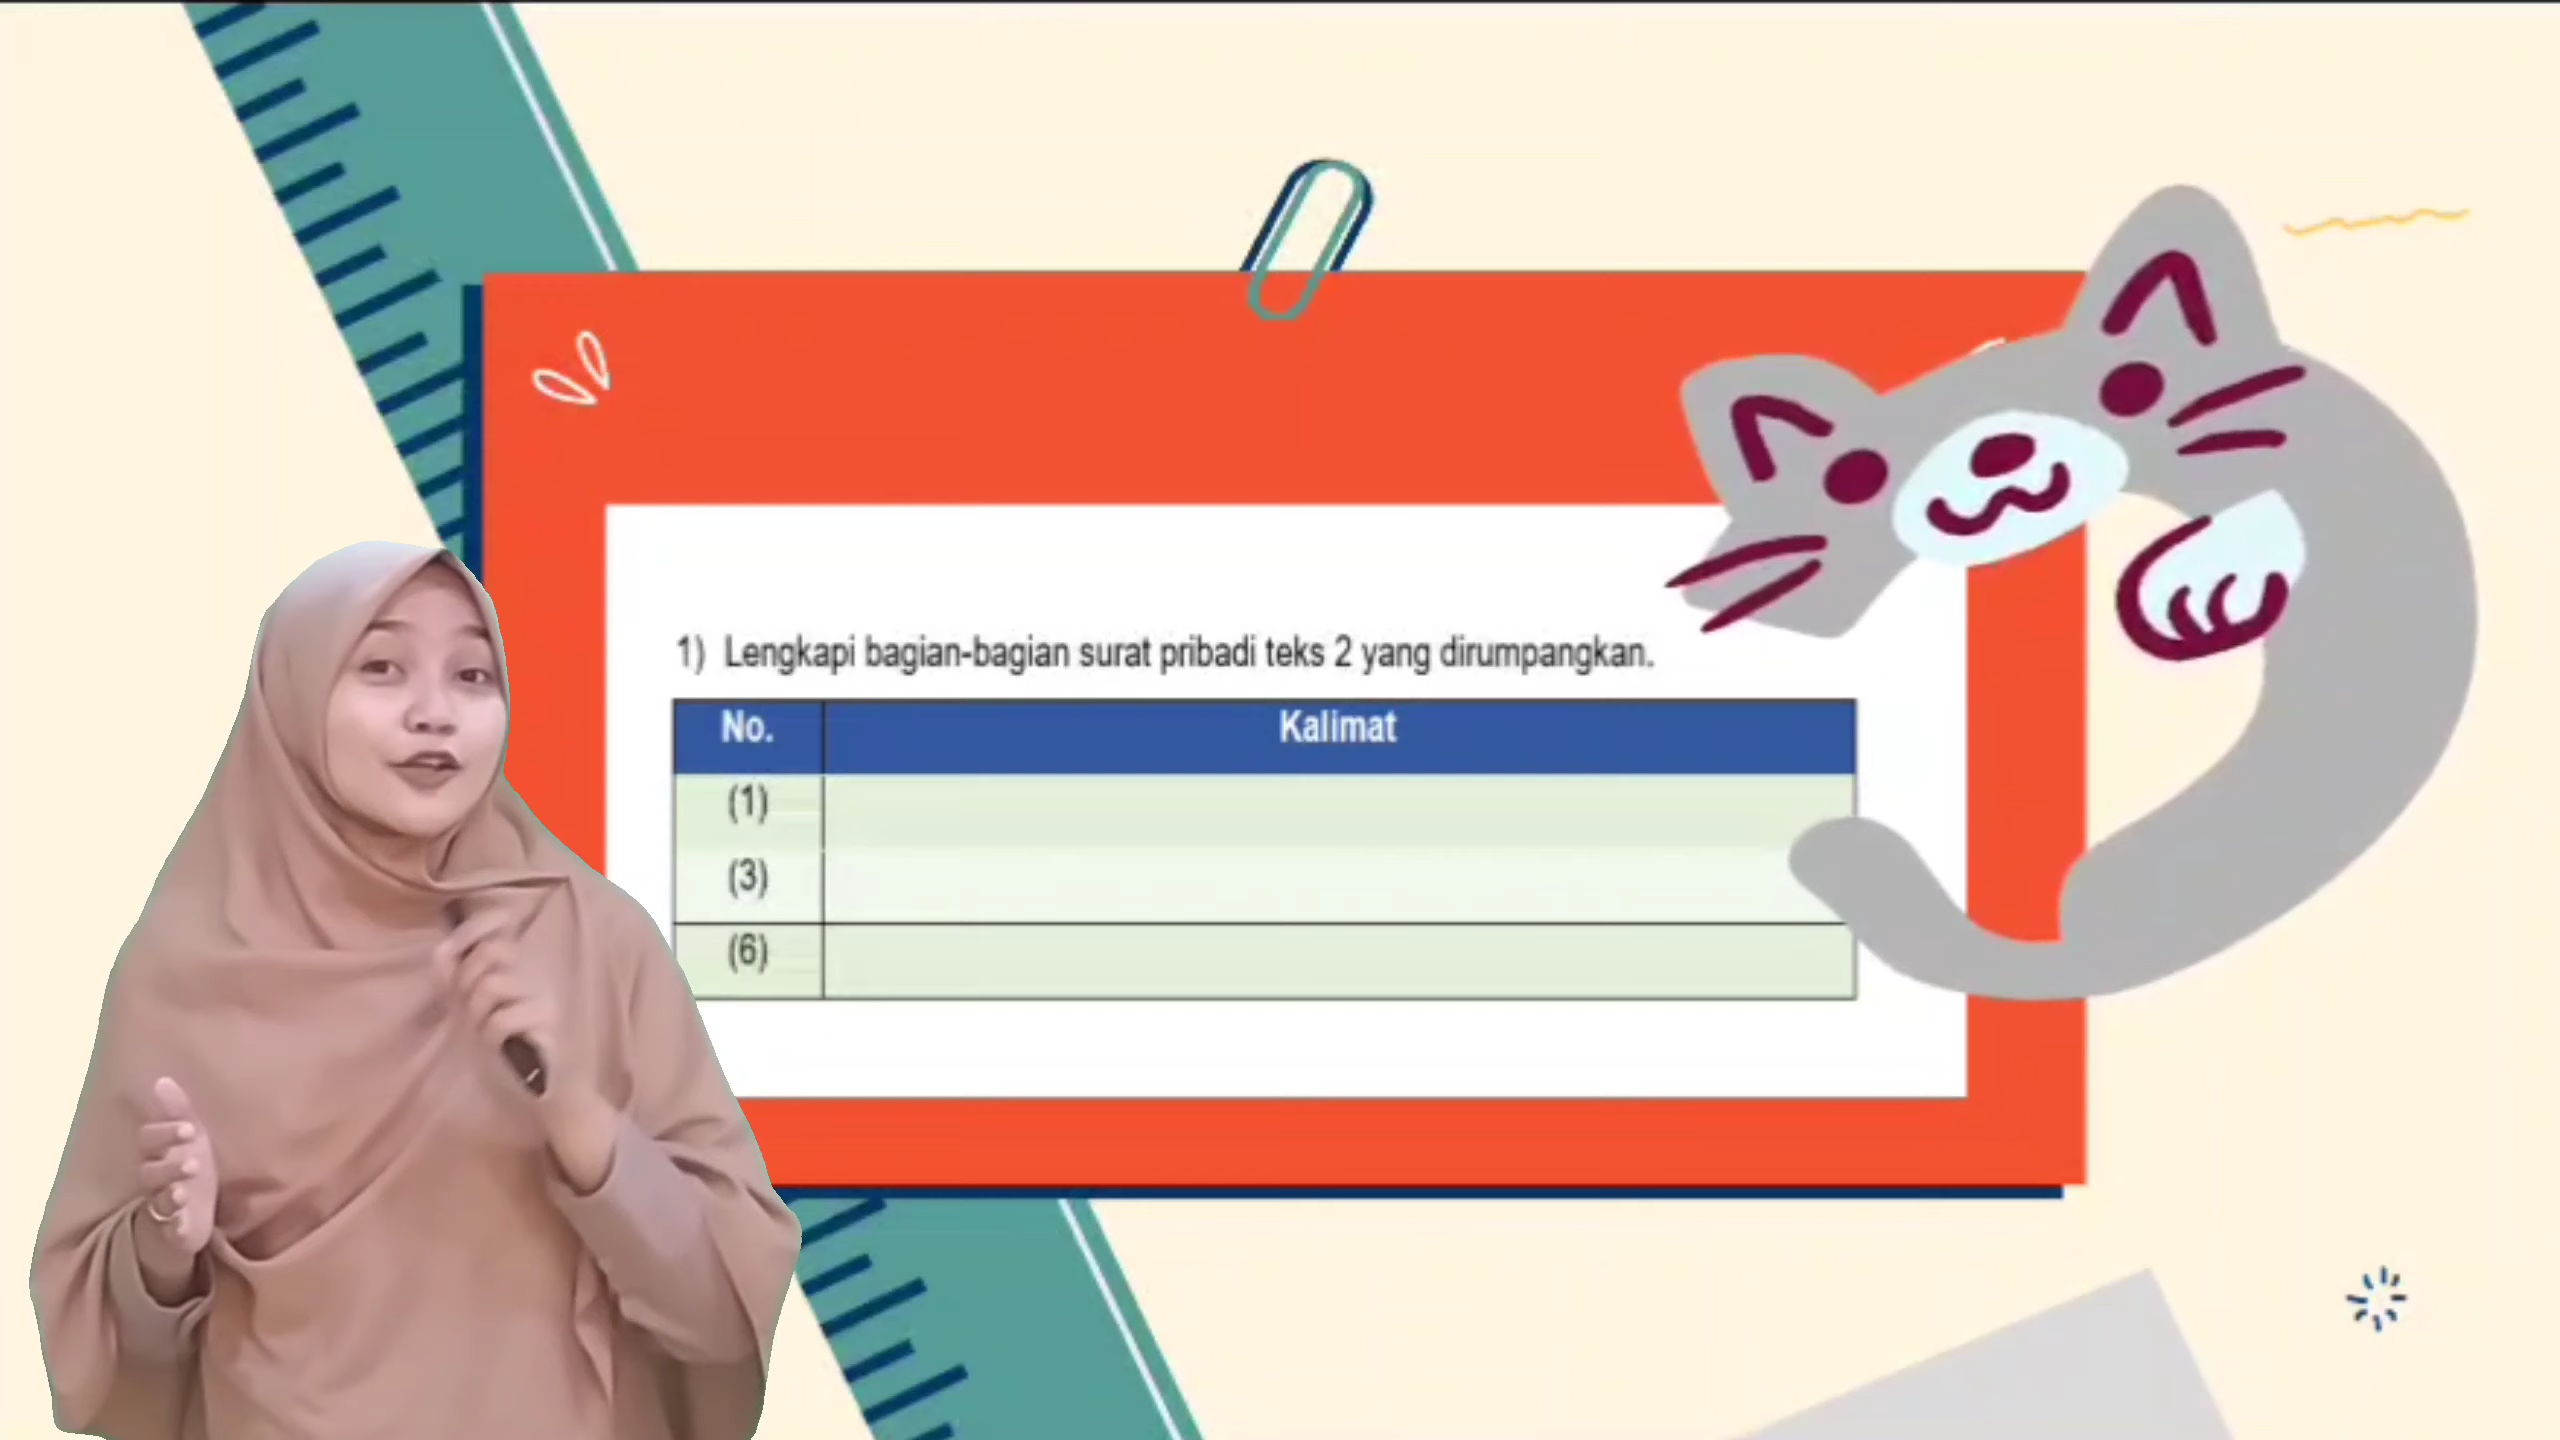 1) Lengkapi bagian-bagian surat pribadi teks 2 yang dirumpangkan.
No. Kalimat
(1)
(3)
(6)